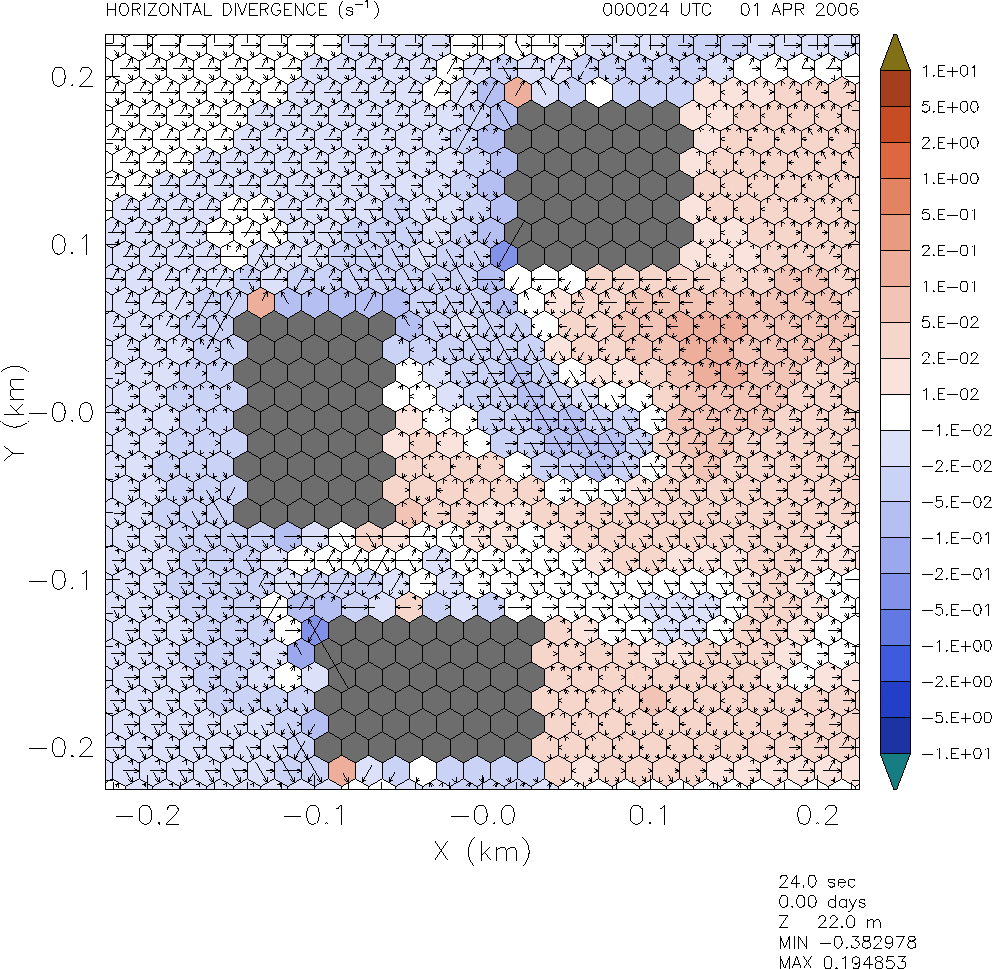 HORIZONTAL DIVERGENCE (s⁻¹) 000024 UTC 01 APR 2006
0.2
0.1
−0.0
−0.1
−0.2
Y (km)
−0.2 −0.1 −0.0 0.1 0.2
X (km)
1.E+01
5.E+00
2.E+00
1.E+00
5.E−01
2.E−01
1.E−01
5.E−02
2.E−02
1.E−02
−1.E−02
−2.E−02
−5.E−02
−1.E−01
−2.E−01
−5.E−01
−1.E+00
−2.E+00
−5.E+00
−1.E+01
24.0 sec
0.00 days
Z 22.0 m
MIN −0.382978
MAX 0.194853